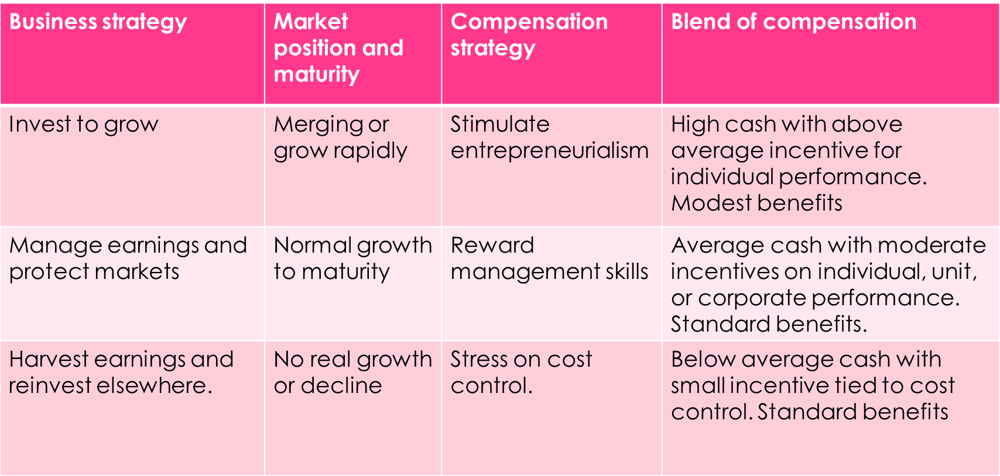 Business strategy
Market
position and
maturity
Compensation
strategy
Blend of compensation
Invest to grow
Merging or
grow rapidly
Stimulate
entrepreneurialism
High cash with above
average incentive for
individual performance.
Modest benefits
Manage earnings and
protect markets
Normal growth
to maturity
Reward
management skills
Average cash with moderate
incentives on individual, unit,
or corporate performance.
Standard benefits.
Harvest earnings and
reinvest elsewhere.
No real growth
or decline
Stress on cost
control.
Below average cash with
small incentive tied to cost
control. Standard benefits